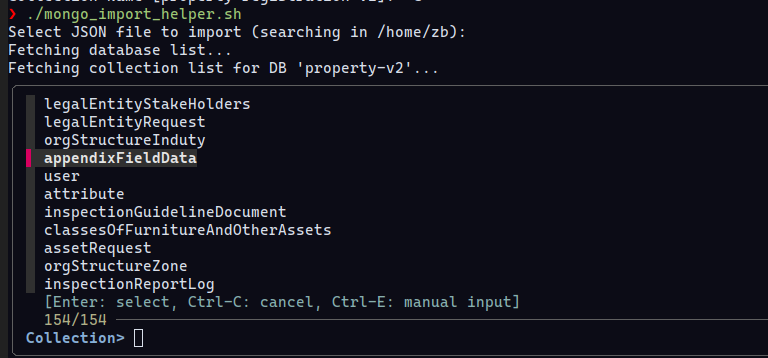 ❯ ./mongo_import_helper.sh
Select JSON file to import (searching in /home/zb):
Fetching database list...
Fetching collection list for DB 'property-v2'...
legalEntityStakeHolders
legalEntityRequest
orgStructureInduty
appendixFieldData
user
attribute
inspectionGuidelineDocument
classesOfFurnitureAndOtherAssets
assetRequest
orgStructureZone
inspectionReportLog
[Enter: select, Ctrl-C: cancel, Ctrl-E: manual input]
154/154
Collection>